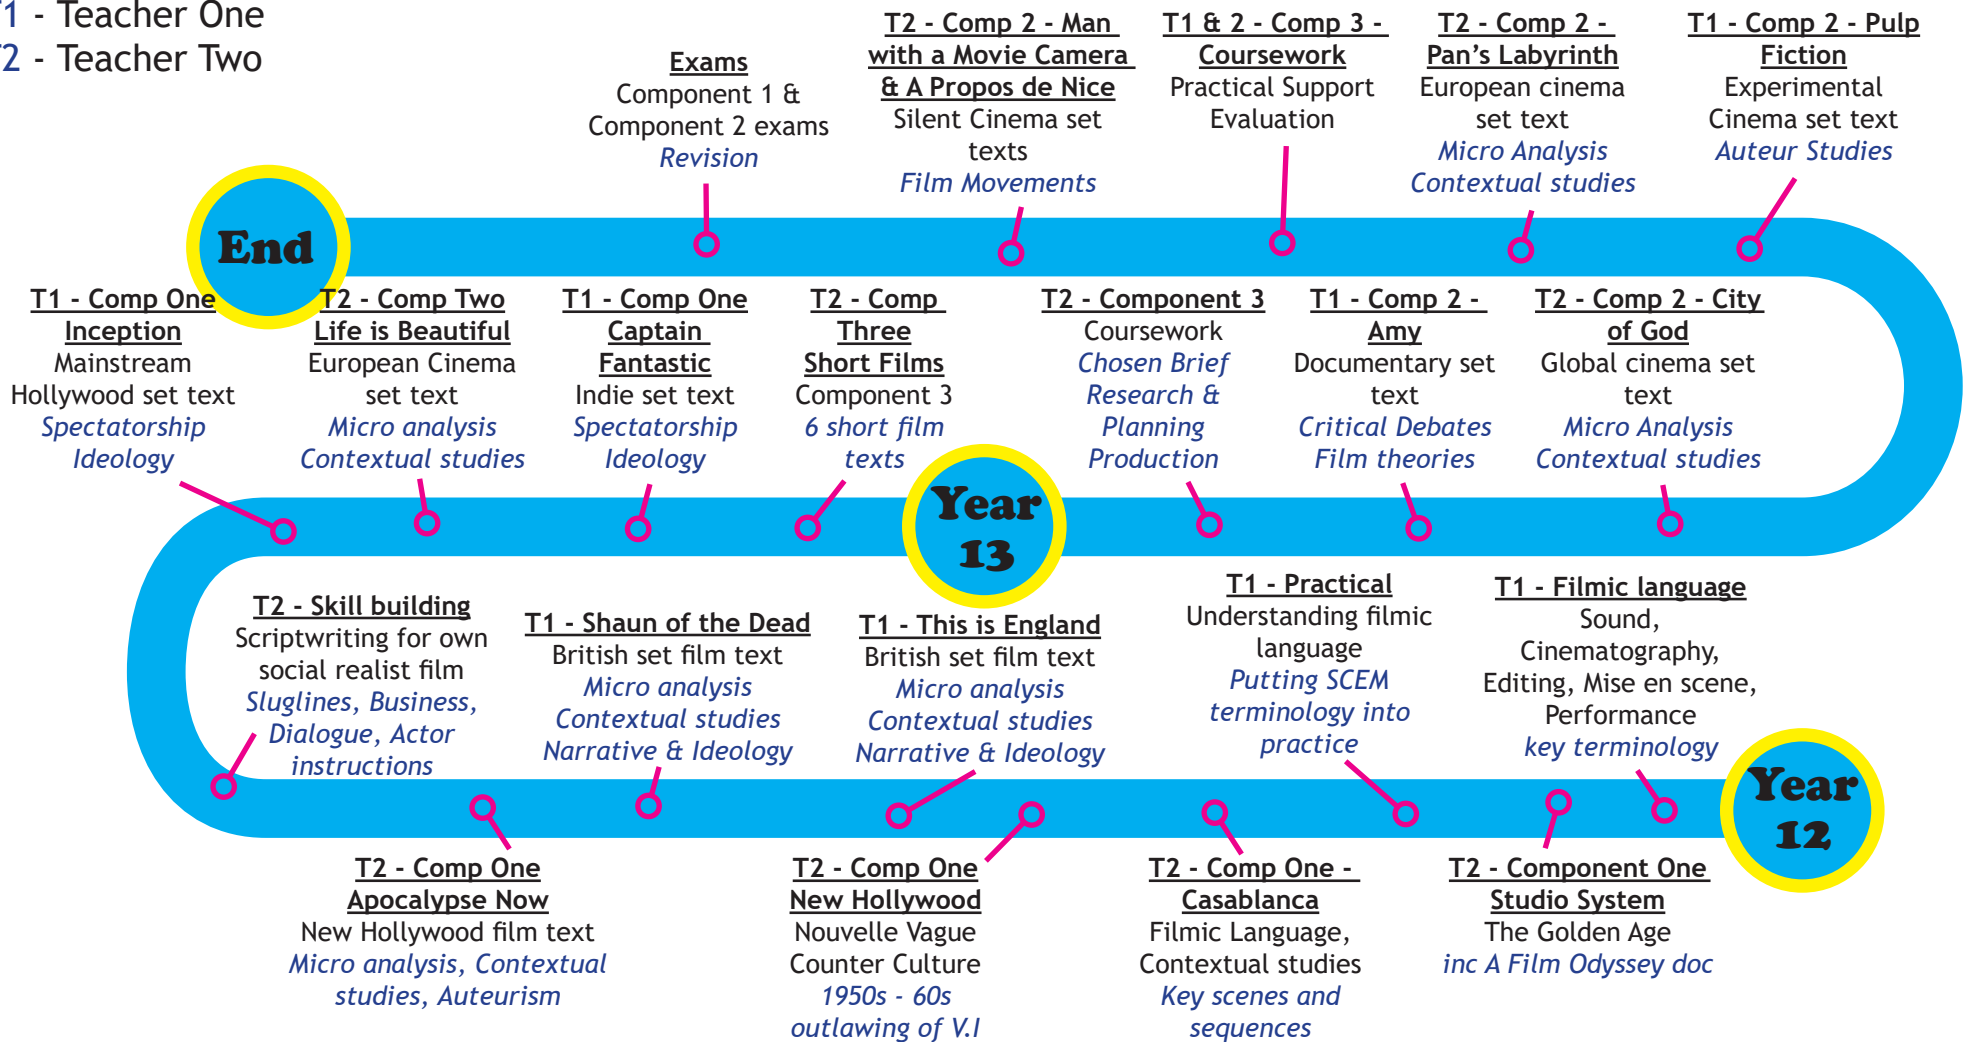 T1 - Teacher One
T2 - Teacher Two
Exams
Component 1 &
Component 2 exams
Revision
T2 - Comp 2 - Man
with a Movie Camera
& A Propos de Nice
Silent Cinema set
texts
Film Movements
T1 & 2 - Comp 3 -
Coursework
Practical Support
Evaluation
T2 - Comp 2 -
Pan's Labyrinth
European cinema
set text
Micro Analysis
Contextual studies
T1 - Comp 2 - Pulp
Fiction
Experimental
Cinema set text
Auteur Studies
End
T1 - Comp One
Inception
Mainstream
Hollywood set text
Spectatorship
Ideology
T2 - Comp Two
Life is Beautiful
European Cinema
set text
Micro analysis
Contextual studies
T1 - Comp One
Captain
Fantastic
Indie set text
Spectatorship
Ideology
T2 - Comp
Three
Short Films
Component 3
6 short film
texts
T2 - Component 3
Coursework
Chosen Brief
Research &
Planning
Production
T1 - Comp 2 -
Amy
Documentary set
text
Critical Debates
Film theories
T2 - Comp 2 - City
of God
Global cinema set
text
Micro Analysis
Contextual studies
Year
13
T2 - Skill building
Scriptwriting for own
social realist film
Sluglines, Business,
Dialogue, Actor
instructions
T1 - Shaun of the Dead
British set film text
Micro analysis
Contextual studies
Narrative & Ideology
T1 - This is England
British set film text
Micro analysis
Contextual studies
Narrative & Ideology
T1 - Practical
Understanding filmic
language
Putting SCEM
terminology into
practice
T1 - Filmic language
Sound,
Cinematography,
Editing, Mise en scene,
Performance
key terminology
Year
12
T2 - Comp One
Apocalypse Now
New Hollywood film text
Micro analysis, Contextual
studies, Auteurism
T2 - Comp One
New Hollywood
Nouvelle Vague
Counter Culture
1950s - 60s
outlawing of V.I
T2 - Comp One -
Casablanca
Filmic Language,
Contextual studies
Key scenes and
sequences
T2 - Component One
Studio System
The Golden Age
inc A Film Odyssey doc